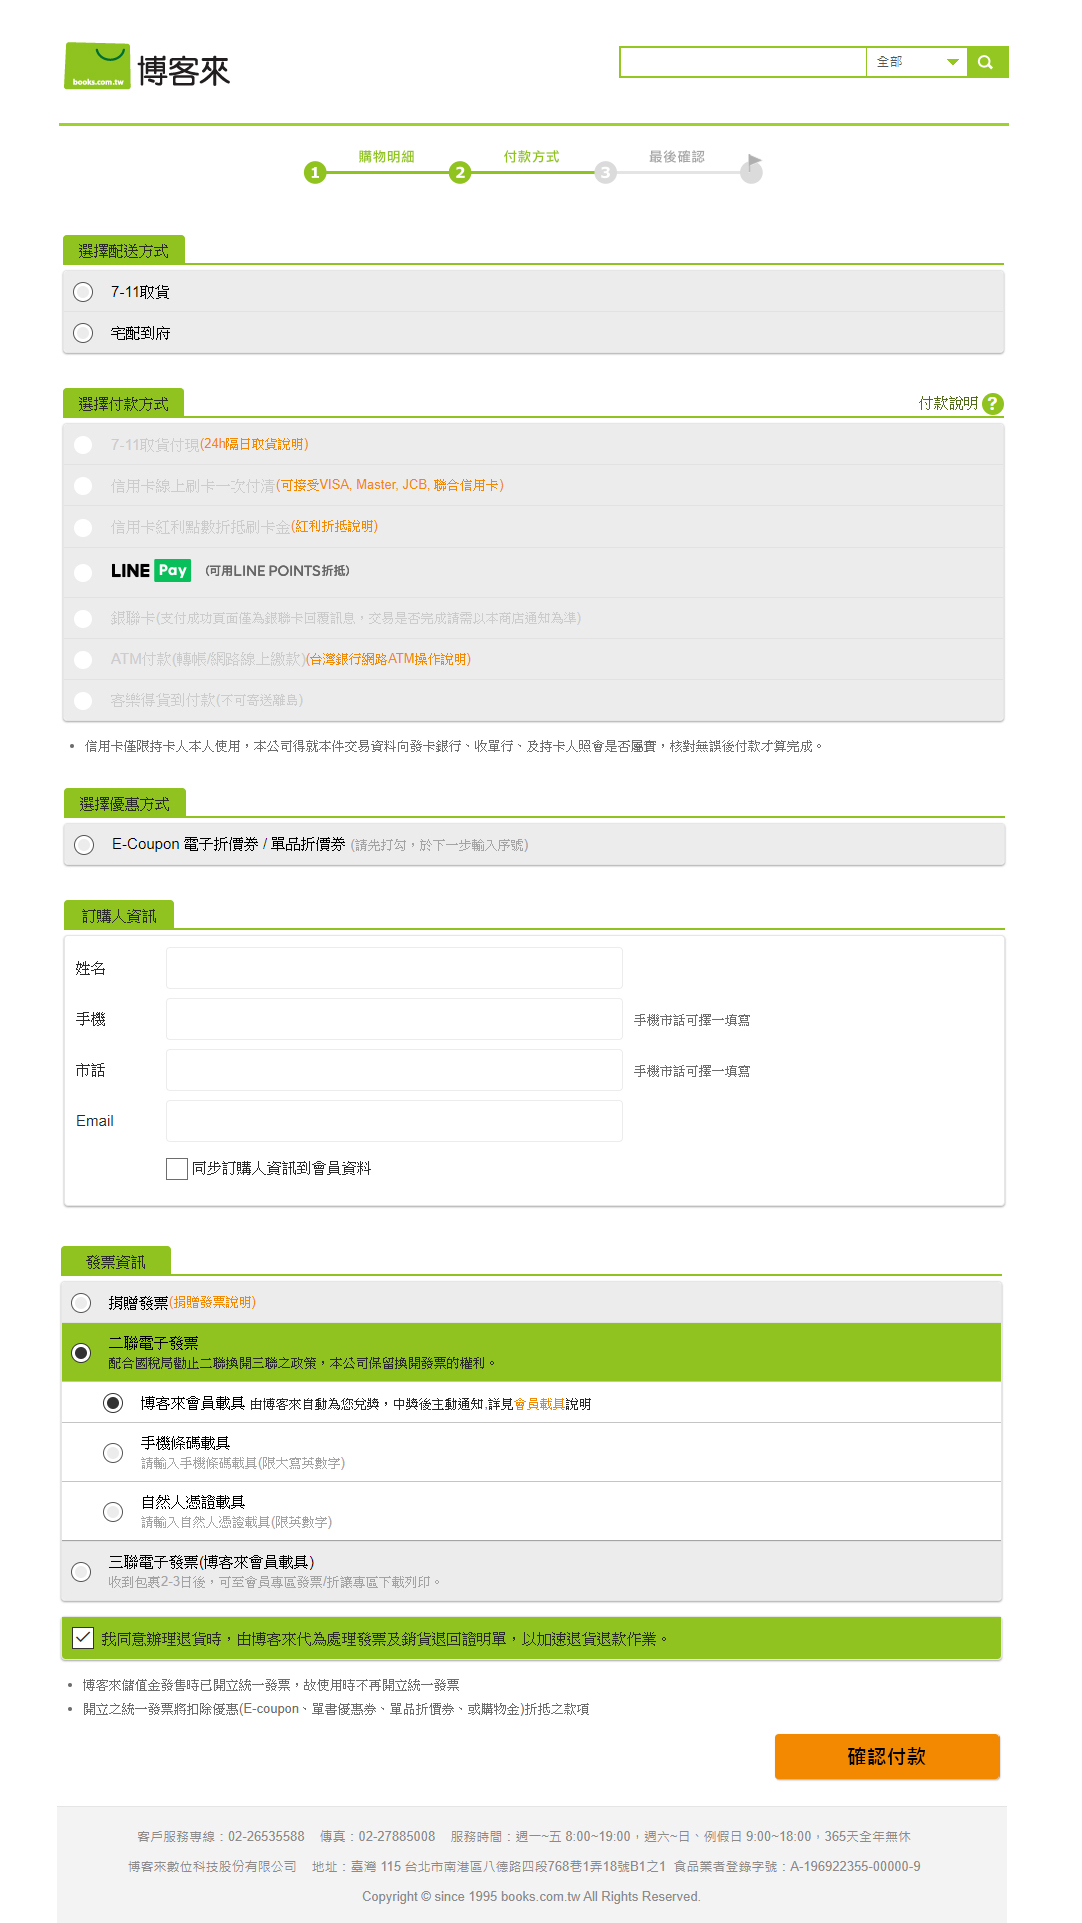 books.com.tw
博客來
全部
購物明細 付款方式 最後確認
1 2 3
選擇配送方式
7-11取貨
宅配到府
選擇付款方式 付款說明 ?
7-11取貨付現(24h隔日取貨說明)
信用卡線上刷卡一次付清(可接受VISA, Master, JCB, 聯合信用卡)
信用卡紅利點數折抵刷卡金(紅利折抵說明)
LINE Pay (可用LINE POINTS折抵)
銀聯卡(支付成功頁面僅為銀聯卡回覆訊息，交易是否完成請需以本商店通知為準)
ATM付款(轉帳/網路線上繳款)(台灣銀行網路ATM操作說明)
客樂得貨到付款(不可寄送離島)
• 信用卡僅限持卡人本人使用，本公司得就本件交易資料向發卡銀行、收單行、及持卡人照會是否屬實，核對無誤後付款才算完成。
選擇優惠方式
E-Coupon 電子折價券 / 單品折價券 (請先打勾，於下一步輸入序號)
訂購人資訊
姓名
手機 手機市話可擇一填寫
市話 手機市話可擇一填寫
Email
同步訂購人資訊到會員資料
發票資訊
捐贈發票(捐贈發票說明)
二聯電子發票
配合國稅局勸止二聯換開三聯之政策，本公司保留換開發票的權利。
博客來會員載具 由博客來自動為您兌獎，中獎後主動通知,詳見會員載具說明
手機條碼載具
請輸入手機條碼載具(限大寫英數字)
自然人憑證載具
請輸入自然人憑證載具(限英數字)
三聯電子發票(博客來會員載具)
收到包裹2-3日後，可至會員專區發票/折讓專區下載列印。
我同意辦理退貨時，由博客來代為處理發票及銷貨退回證明單，以加速退貨退款作業。
• 博客來儲值金發售時已開立統一發票，故使用時不再開立統一發票
• 開立之統一發票將扣除優惠(E-coupon、單書優惠券、單品折價券、或購物金)折抵之款項
確認付款
客戶服務專線：02-26535588 傳真：02-27885008 服務時間：週一~五 8:00~19:00，週六~日、例假日 9:00~18:00，365天全年無休
博客來數位科技股份有限公司 地址：臺灣 115 台北市南港區八德路四段768巷1弄18號B1之1 食品業者登錄字號：A-196922355-00000-9
Copyright © since 1995 books.com.tw All Rights Reserved.